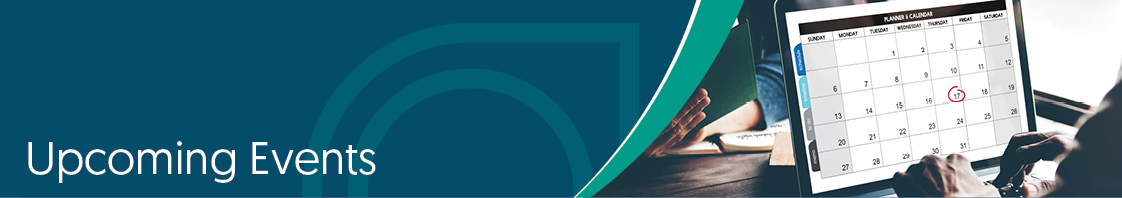 Upcoming Events
PLANNER & CALENDAR
SUNDAY MONDAY TUESDAY WEDNESDAY THURSDAY FRIDAY SATURDAY
1 2 3 4 5
6 7 8 9 10 11 12
13 14 15 16 17 18 19
20 21 22 23 24 25 26
27 28 29 30 31